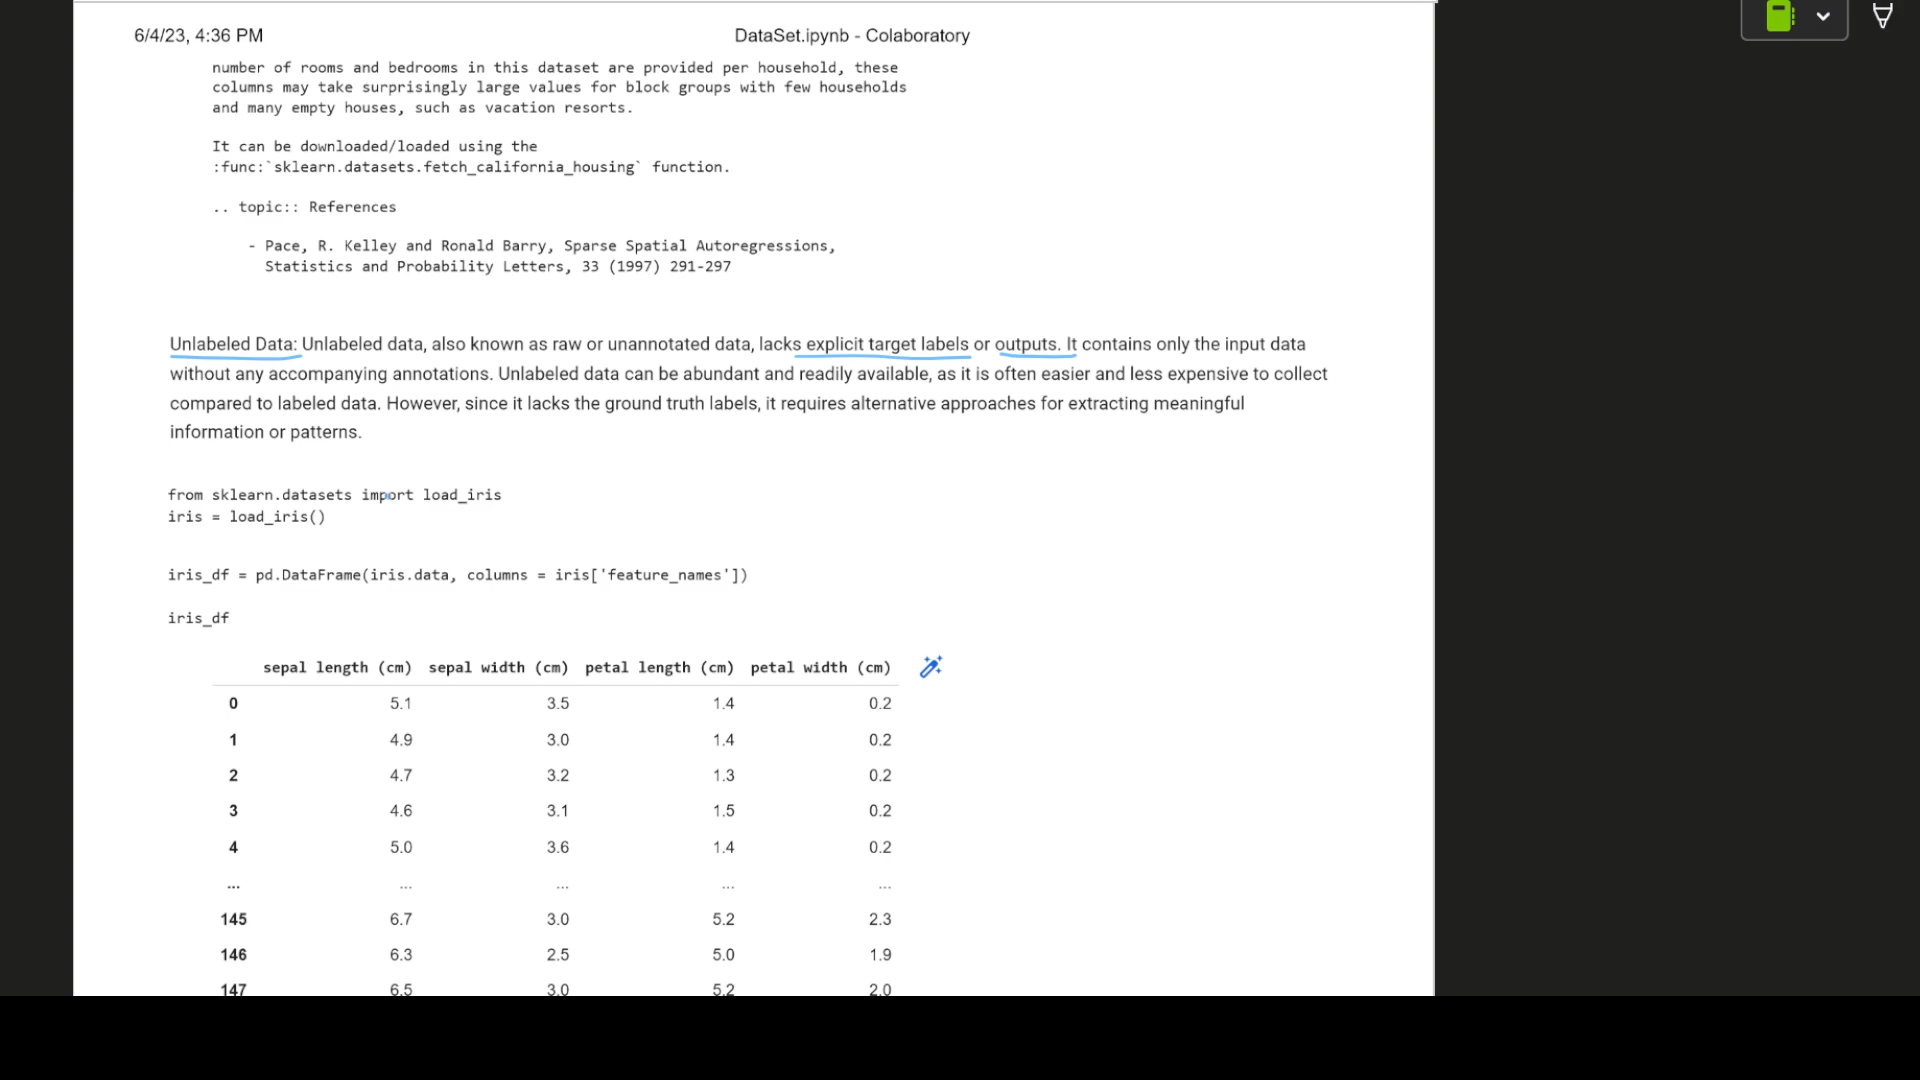 6/4/23, 4:36 PM
DataSet.ipynb - Colaboratory
number of rooms and bedrooms in this dataset are provided per household, these
columns may take surprisingly large values for block groups with few households
and many empty houses, such as vacation resorts.
It can be downloaded/loaded using the
:func:`sklearn.datasets.fetch_california_housing` function.
.. topic:: References
- Pace, R. Kelley and Ronald Barry, Sparse Spatial Autoregressions,
Statistics and Probability Letters, 33 (1997) 291-297
Unlabeled Data: Unlabeled data, also known as raw or unannotated data, lacks explicit target labels or outputs. It contains only the input data
without any accompanying annotations. Unlabeled data can be abundant and readily available, as it is often easier and less expensive to collect
compared to labeled data. However, since it lacks the ground truth labels, it requires alternative approaches for extracting meaningful
information or patterns.
from sklearn.datasets import load_iris
iris = load_iris()
iris_df = pd.DataFrame(iris.data, columns = iris['feature_names'])
iris_df
sepal length (cm) sepal width (cm) petal length (cm) petal width (cm)
0 5.1 3.5 1.4 0.2
1 4.9 3.0 1.4 0.2
2 4.7 3.2 1.3 0.2
3 4.6 3.1 1.5 0.2
4 5.0 3.6 1.4 0.2
... ... ... ... ...
145 6.7 3.0 5.2 2.3
146 6.3 2.5 5.0 1.9
147 6.5 3.0 5.2 2.0